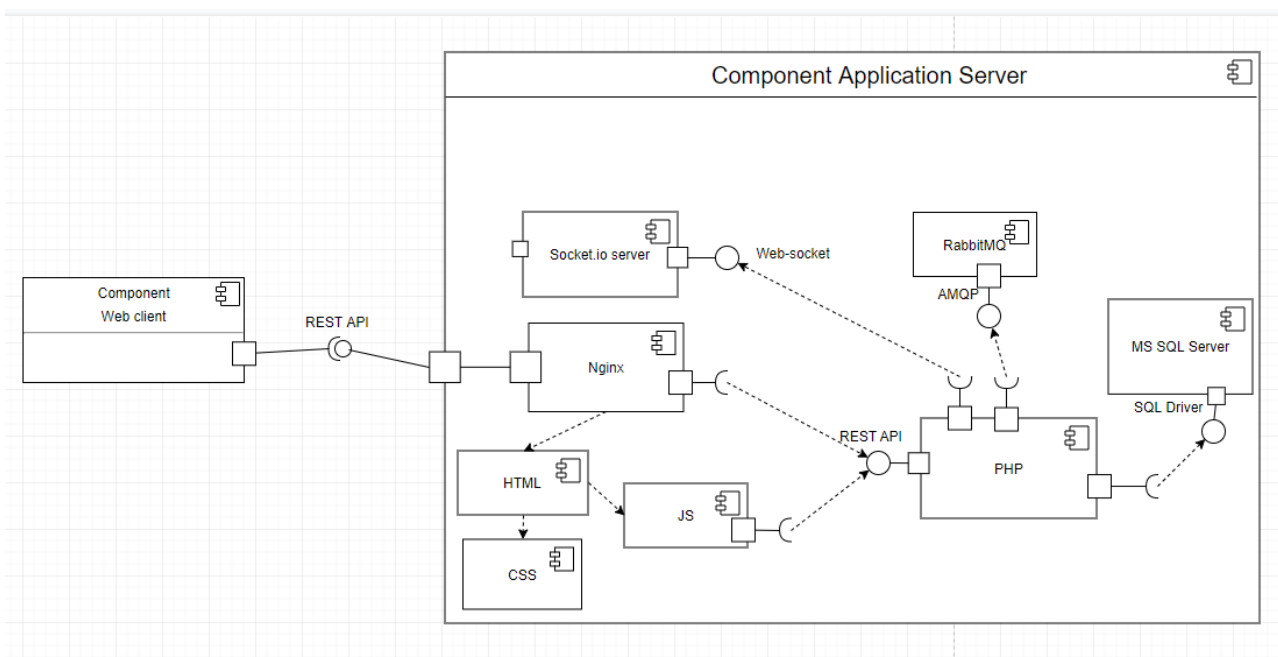 Component Application Server
Socket.io server
Web-socket
RabbitMQ
AMQP
Component
Web client
REST API
Nginx
MS SQL Server
SQL Driver
REST API
PHP
HTML
JS
CSS